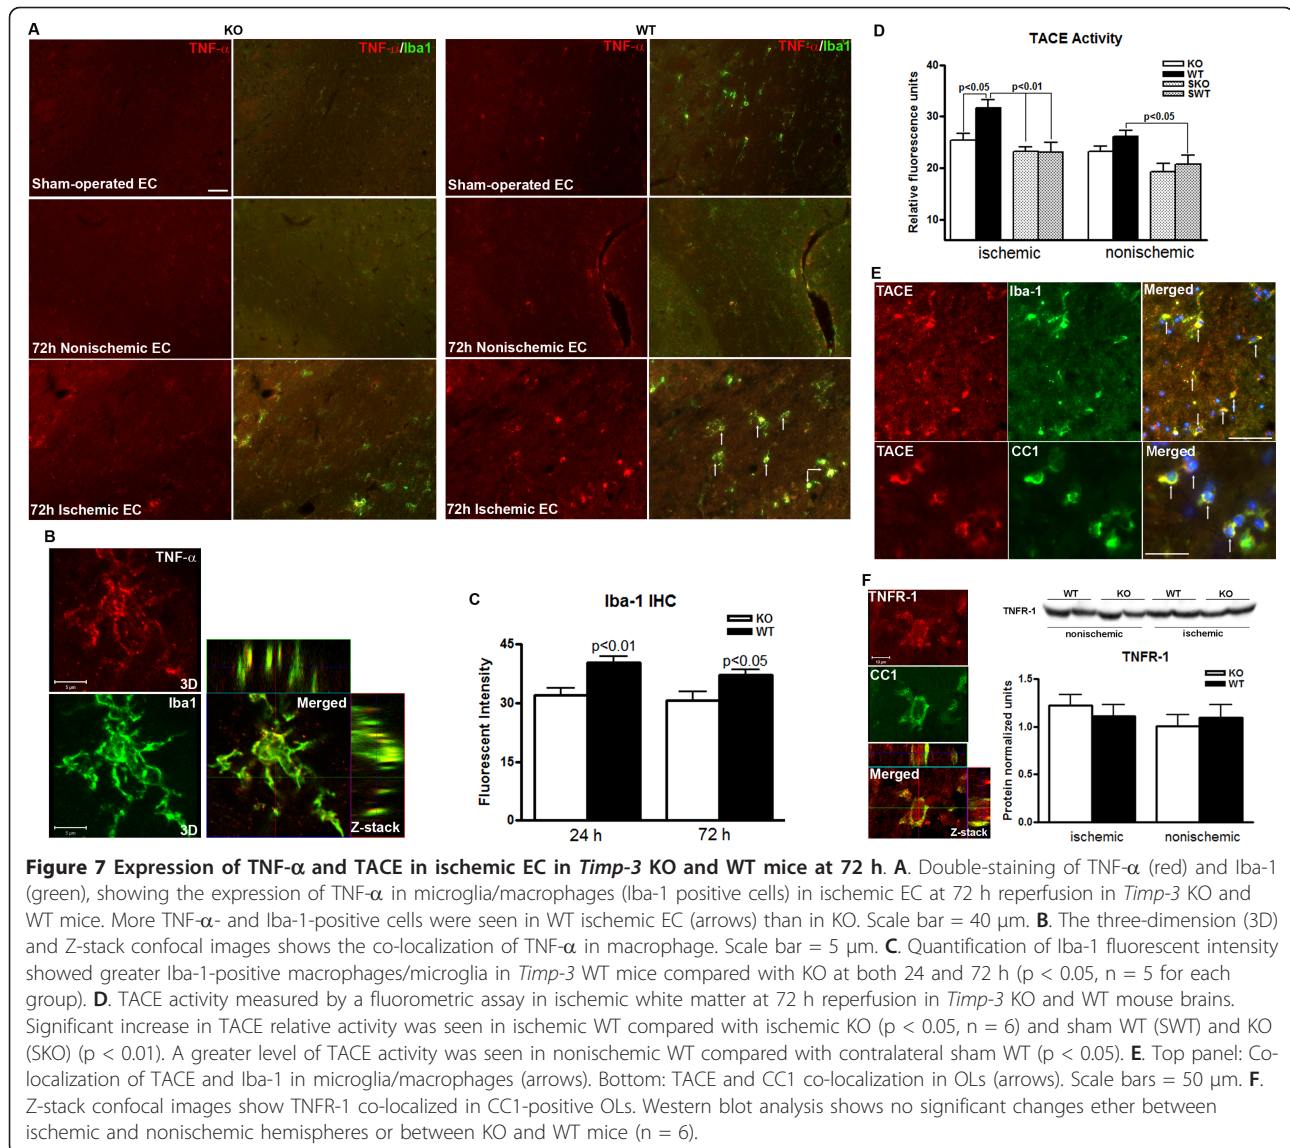 A
KO
WT
TNF-α
TNF-α/Iba1
TNF-α
TNF-α/Iba1
Sham-operated EC
Sham-operated EC
72h Nonischemic EC
72h Nonischemic EC
72h Ischemic EC
72h Ischemic EC
B
TNF-α
5 µm
3D
Iba1
Merged
5 µm
3D
Z-stack
C
Iba-1 IHC
KO
WT
Fluorescent Intensity
45
30
15
0
p<0.01
p<0.05
24 h
72 h
D
TACE Activity
KO
WT
SKO
SWT
Relative fluorescence units
40
30
20
10
p<0.05
p<0.01
p<0.05
ischemic
nonischemic
E
TACE
Iba-1
Merged
TACE
CC1
Merged
F
TNFR-1
10 µm
CC1
Merged
Z-stack
WT
KO
WT
KO
TNFR-1
nonischemic
ischemic
TNFR-1
KO
WT
Protein normalized units
1.5
1.0
0.5
0.0
ischemic
nonischemic
Figure 7 Expression of TNF-α and TACE in ischemic EC in Timp-3 KO and WT mice at 72 h. A. Double-staining of TNF-α (red) and Iba-1
(green), showing the expression of TNF-α in microglia/macrophages (Iba-1 positive cells) in ischemic EC at 72 h reperfusion in Timp-3 KO and
WT mice. More TNF-α- and Iba-1-positive cells were seen in WT ischemic EC (arrows) than in KO. Scale bar = 40 μm. B. The three-dimension (3D)
and Z-stack confocal images shows the co-localization of TNF-α in macrophage. Scale bar = 5 μm. C. Quantification of Iba-1 fluorescent intensity
showed greater Iba-1-positive macrophages/microglia in Timp-3 WT mice compared with KO at both 24 and 72 h (p < 0.05, n = 5 for each
group). D. TACE activity measured by a fluorometric assay in ischemic white matter at 72 h reperfusion in Timp-3 KO and WT mouse brains.
Significant increase in TACE relative activity was seen in ischemic WT compared with ischemic KO (p < 0.05, n = 6) and sham WT (SWT) and KO
(SKO) (p < 0.01). A greater level of TACE activity was seen in nonischemic WT compared with contralateral sham WT (p < 0.05). E. Top panel: Co-
localization of TACE and Iba-1 in microglia/macrophages (arrows). Bottom: TACE and CC1 co-localization in OLs (arrows). Scale bars = 50 μm. F.
Z-stack confocal images show TNFR-1 co-localized in CC1-positive OLs. Western blot analysis shows no significant changes ether between
ischemic and nonischemic hemispheres or between KO and WT mice (n = 6).